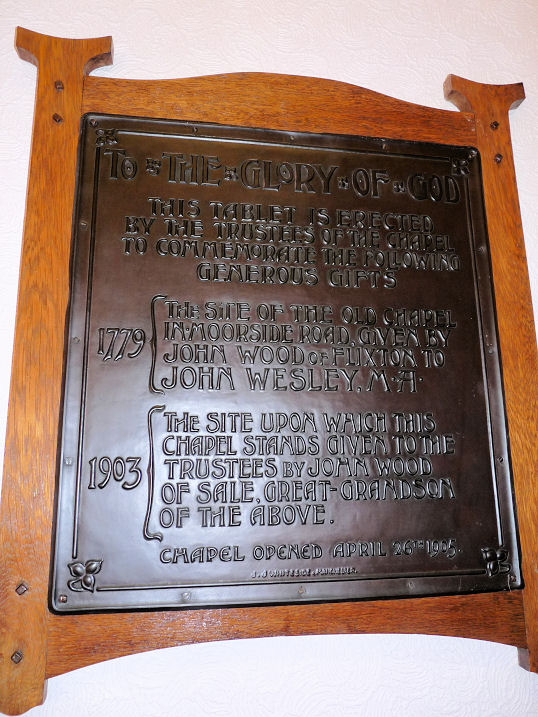 To The Glory Of God
THIS TABLET IS ERECTED
BY THE TRUSTEES OF THE CHAPEL
TO COMMEMORATE THE FOLLOWING
GENEROUS GIFTS
1779
THE SITE OF THE OLD CHAPEL
IN MOORSIDE ROAD, GIVEN BY
JOHN WOOD OF FLIXTON TO
JOHN WESLEY, M·A·
1903
THE SITE UPON WHICH THIS
CHAPEL STANDS GIVEN TO THE
TRUSTEES BY JOHN WOOD
OF SALE, GREAT-GRANDSON
OF THE ABOVE.
CHAPEL OPENED APRIL 26TH 1905.